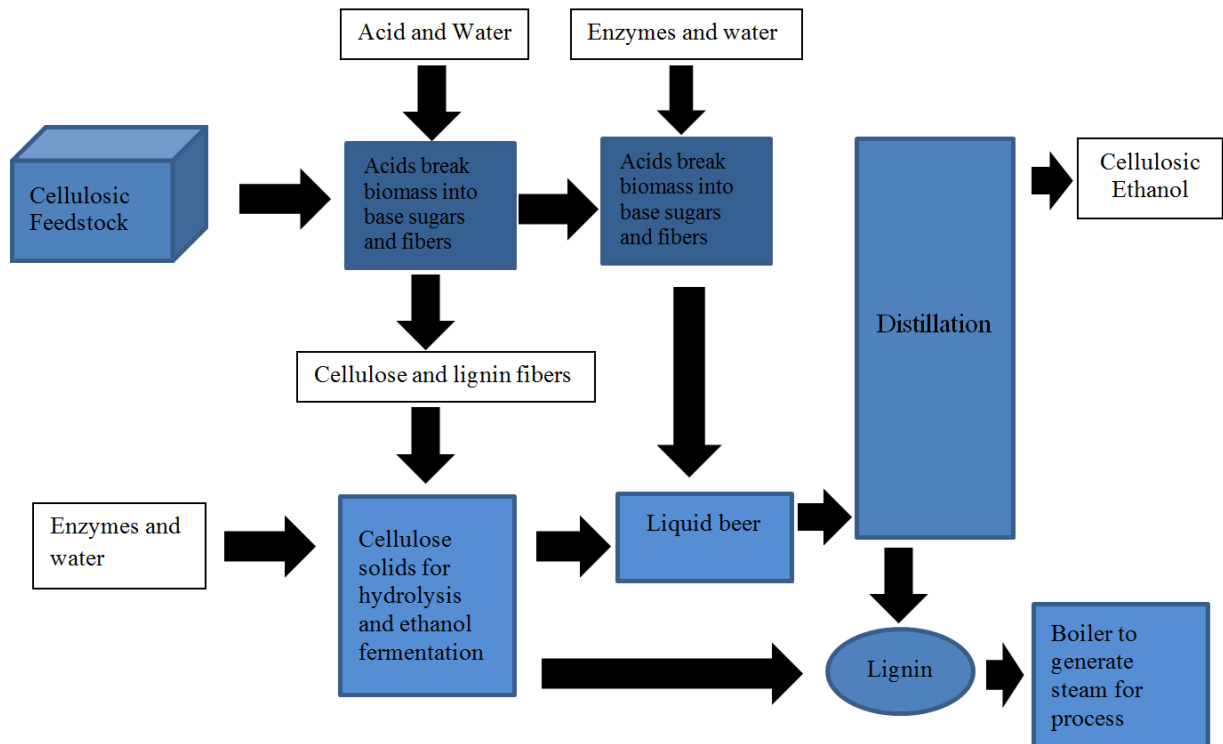 Acid and Water
Enzymes and water
Cellulosic
Feedstock
Acids break
biomass into
base sugars
and fibers
Acids break
biomass into
base sugars
and fibers
Cellulosic
Ethanol
Distillation
Cellulose and lignin fibers
Enzymes and
water
Cellulose
solids for
hydrolysis
and ethanol
fermentation
Liquid beer
Lignin
Boiler to
generate
steam for
process